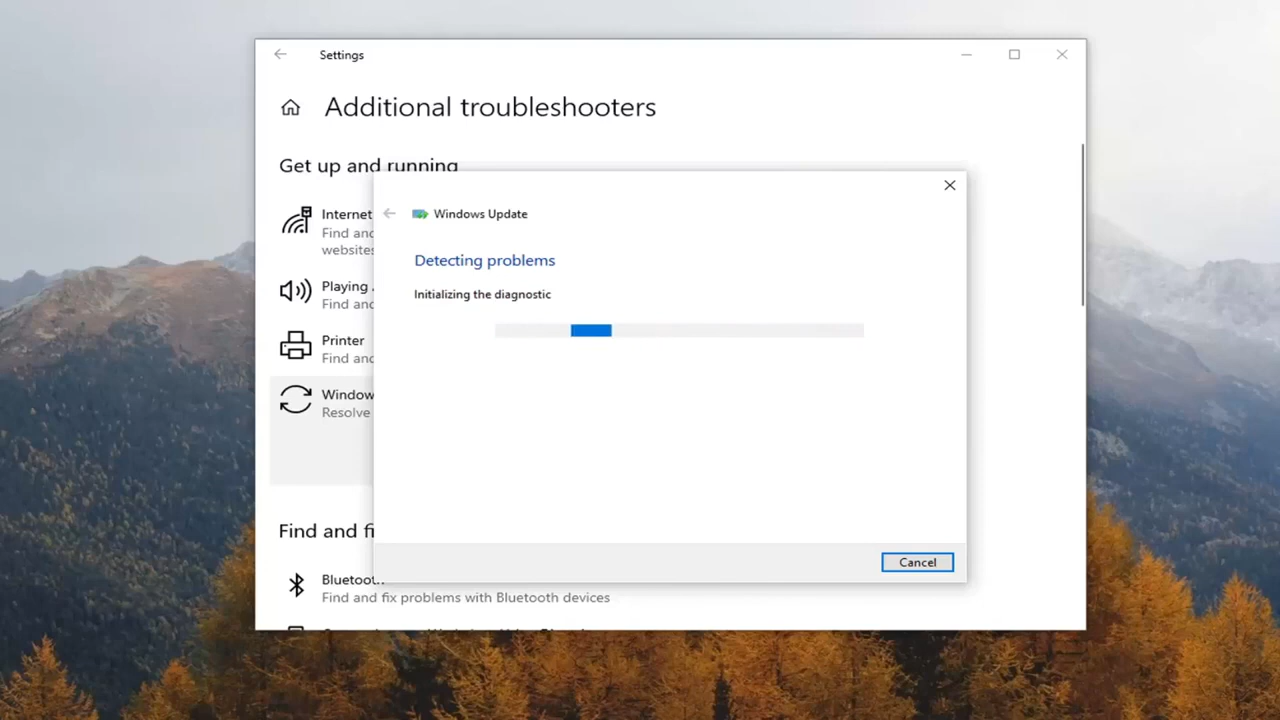 Settings
Additional troubleshooters
Get up and running
Windows Update
Internet
Find and
websites
Detecting problems
Initializing the diagnostic
Playing
Find and
Printer
Find and
Window
Resolve
Cancel
Find and fi
Bluetooth
Find and fix problems with Bluetooth devices